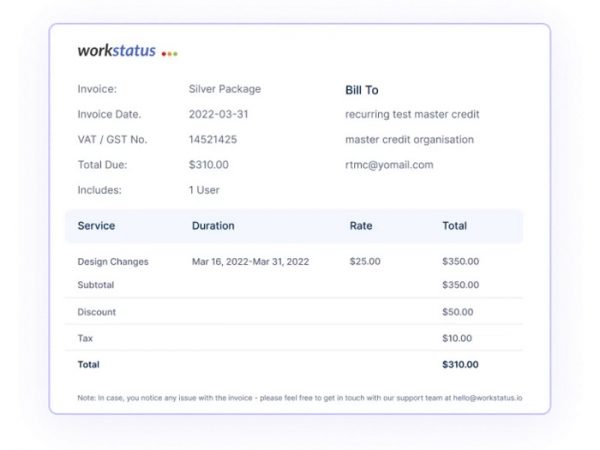 workstatus
Invoice: Silver Package
Bill To
Invoice Date. 2022-03-31 recurring test master credit
VAT / GST No. 14521425 master credit organisation
Total Due: $310.00 rtmc@yomail.com
Includes: 1 User
Service Duration Rate Total
Design Changes Mar 16, 2022-Mar 31, 2022 $25.00 $350.00
Subtotal $350.00
Discount $50.00
Tax $10.00
Total $310.00
Note: In case, you notice any issue with the invoice - please feel free to get in touch with our support team at hello@workstatus.io